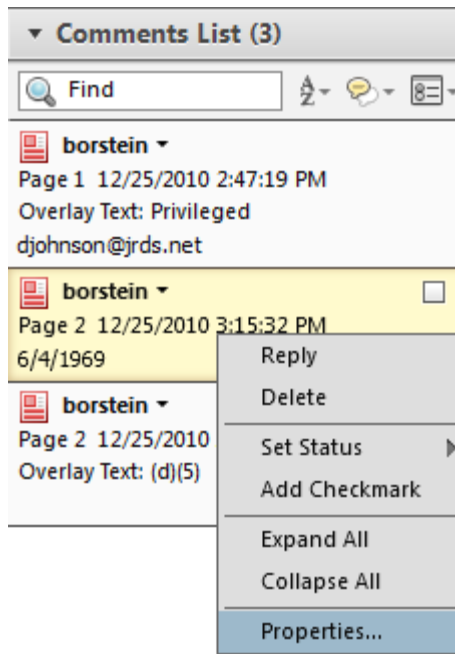 Comments List (3)
Find
borstein
Page 1 12/25/2010 2:47:19 PM
Overlay Text: Privileged
djohnson@jrds.net
borstein
Page 2 12/25/2010 3:15:32 PM
6/4/1969
borstein
Page 2 12/25/2010
Overlay Text: (d)(5)
Reply
Delete
Set Status
Add Checkmark
Expand All
Collapse All
Properties...